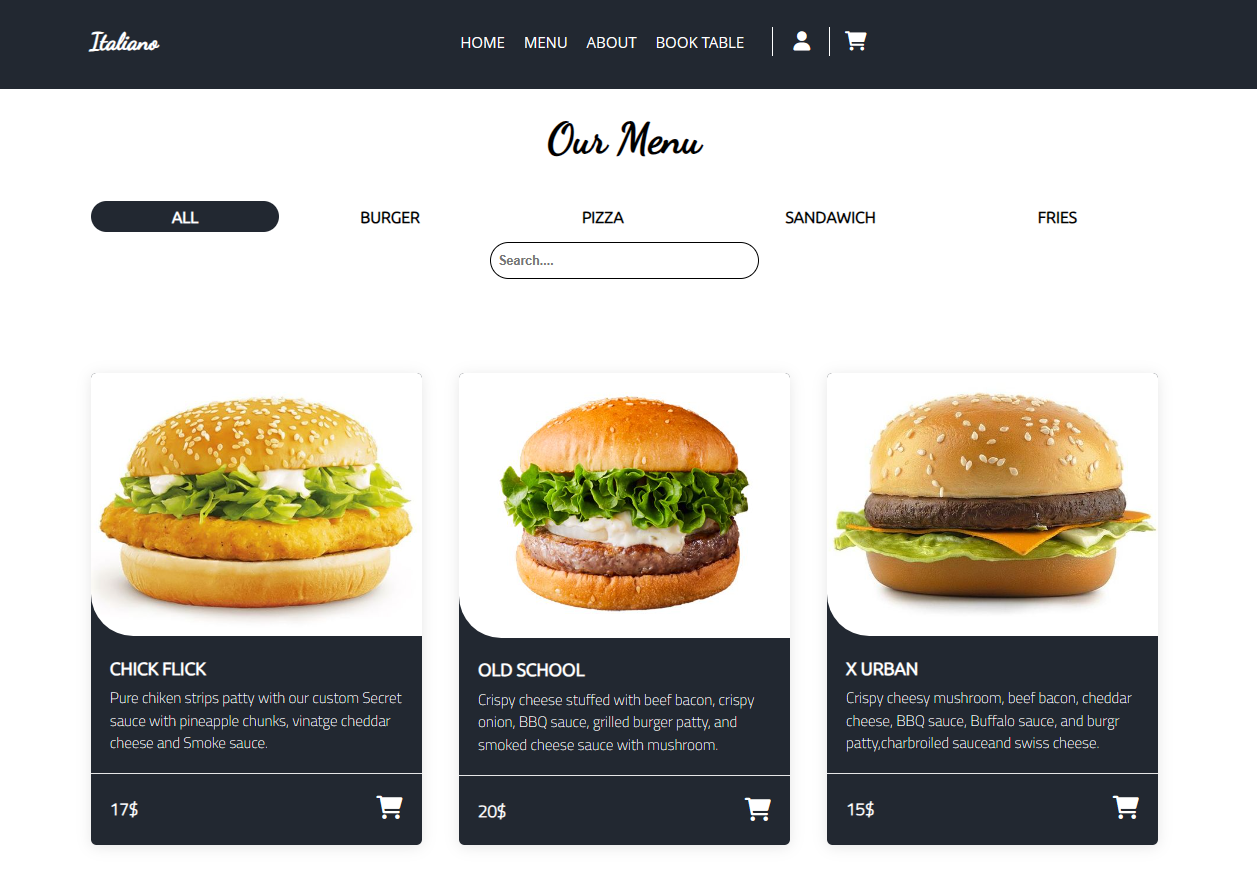 Italiano
HOME MENU ABOUT BOOK TABLE
Our Menu
ALL BURGER PIZZA SANDAWICH FRIES
Search....
CHICK FLICK
Pure chiken strips patty with our custom Secret
sauce with pineapple chunks, vinatge cheddar
cheese and Smoke sauce.
17$
OLD SCHOOL
Crispy cheese stuffed with beef bacon, crispy
onion, BBQ sauce, grilled burger patty, and
smoked cheese sauce with mushroom.
20$
X URBAN
Crispy cheesy mushroom, beef bacon, cheddar
cheese, BBQ sauce, Buffalo sauce, and burgr
patty,charbroiled sauceand swiss cheese.
15$